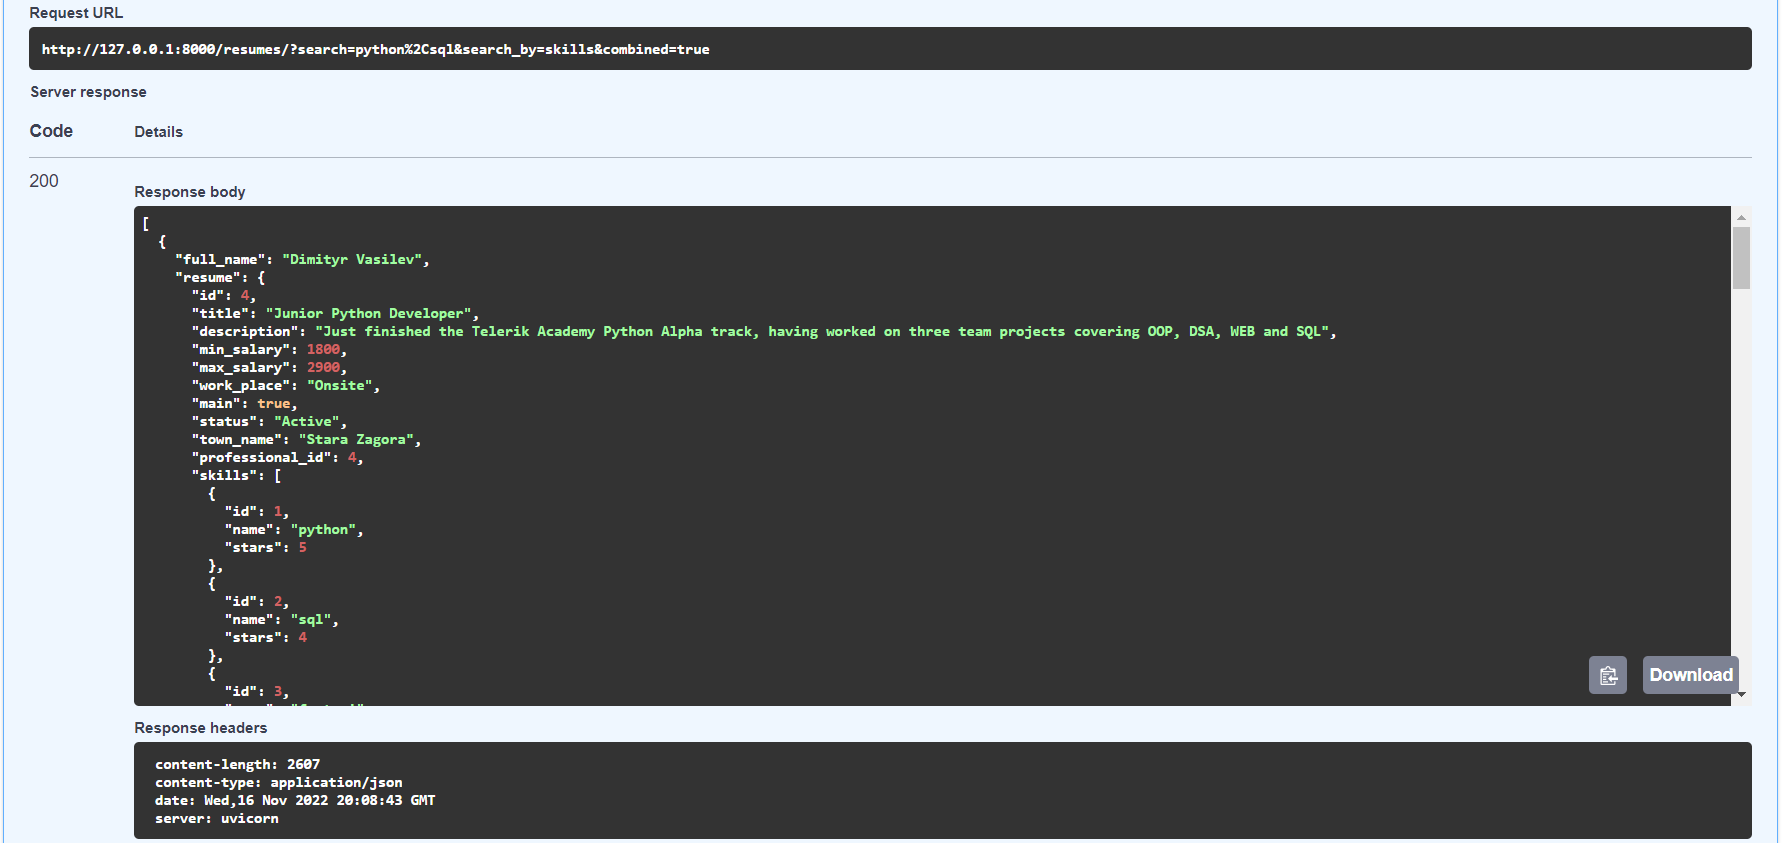 Request URL
http://127.0.0.1:8000/resumes/?search=python%2Csql&search_by=skills&combined=true
Server response
Code Details
200
Response body
[
  {
    "full_name": "Dimityr Vasilev",
    "resume": {
      "id": 4,
      "title": "Junior Python Developer",
      "description": "Just finished the Telerik Academy Python Alpha track, having worked on three team projects covering OOP, DSA, WEB and SQL",
      "min_salary": 1800,
      "max_salary": 2900,
      "work_place": "Onsite",
      "main": true,
      "status": "Active",
      "town_name": "Stara Zagora",
      "professional_id": 4,
      "skills": [
        {
          "id": 1,
          "name": "python",
          "stars": 5
        },
        {
          "id": 2,
          "name": "sql",
          "stars": 4
        },
        {
          "id": 3,
Download
Response headers
content-length: 2607
content-type: application/json
date: Wed,16 Nov 2022 20:08:43 GMT
server: uvicorn